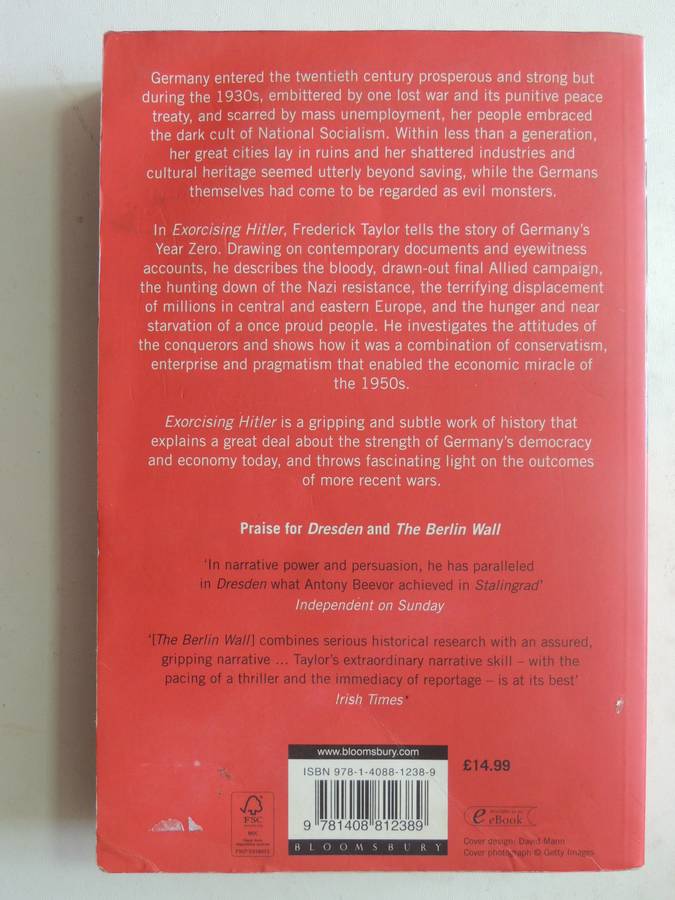 Germany entered the twentieth century prosperous and strong but
during the 1930s, embittered by one lost war and its punitive peace
treaty, and scarred by mass unemployment, her people embraced
the dark cult of National Socialism. Within less than a generation,
her great cities lay in ruins and her shattered industries and
cultural heritage seemed utterly beyond saving, while the Germans
themselves had come to be regarded as evil monsters.
In Exorcising Hitler, Frederick Taylor tells the story of Germany's
Year Zero. Drawing on contemporary documents and eyewitness
accounts, he describes the bloody, drawn-out final Allied campaign,
the hunting down of the Nazi resistance, the terrifying displacement
of millions in central and eastern Europe, and the hunger and near
starvation of a once proud people. He investigates the attitudes of
the conquerors and shows how it was a combination of conservatism,
enterprise and pragmatism that enabled the economic miracle of
the 1950s.
Exorcising Hitler is a gripping and subtle work of history that
explains a great deal about the strength of Germany's democracy
and economy today, and throws fascinating light on the outcomes
of more recent wars.
Praise for Dresden and The Berlin Wall
'In narrative power and persuasion, he has paralleled
in Dresden what Antony Beevor achieved in Stalingrad'
Independent on Sunday
'[The Berlin Wall] combines serious historical research with an assured,
gripping narrative … Taylor's extraordinary narrative skill – with the
pacing of a thriller and the immediacy of reportage – is at its best'
Irish Times
www.bloomsbury.com
ISBN 978-1-4088-1238-9
9 781408 812389
BLOOMSBURY
£14.99
FSC
MIX
eBook
Cover design: David Mann
Cover photograph © Getty Images